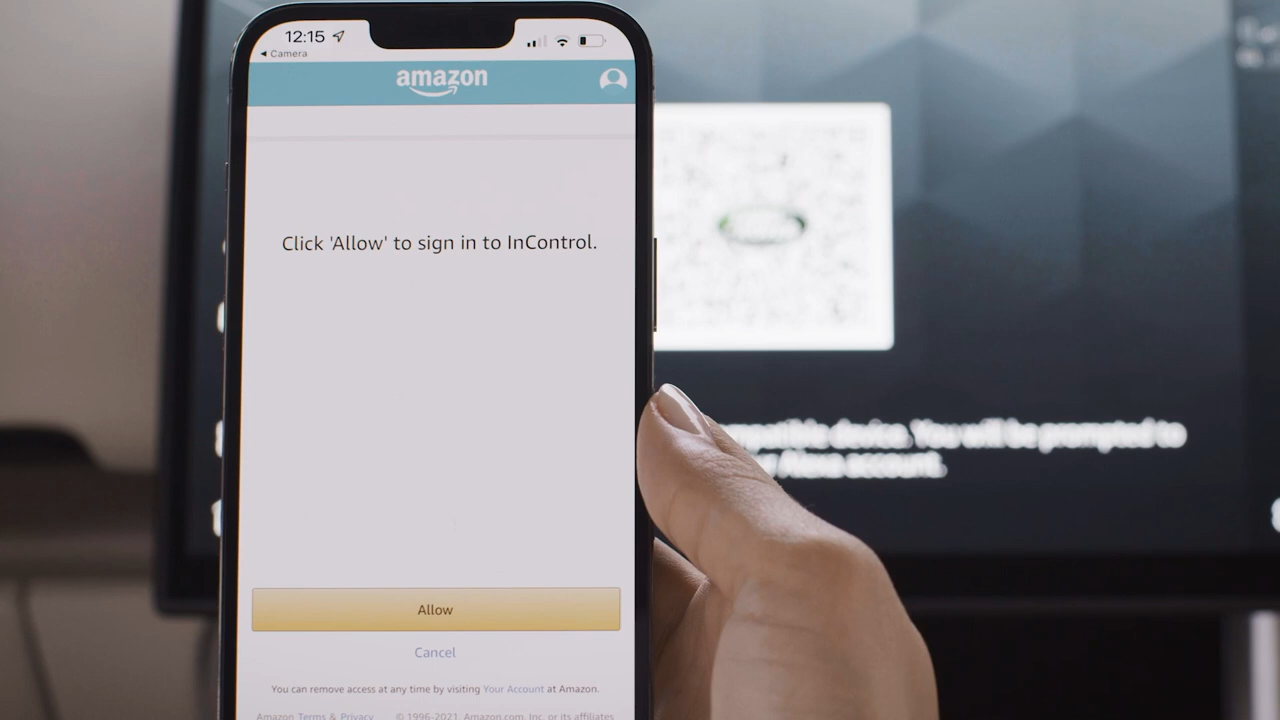 12:15
Camera
amazon
Click 'Allow' to sign in to InControl.
Allow
Cancel
You can remove access at any time by visiting Your Account at Amazon.
Amazon Terms & Privacy © 1996-2021, Amazon.com, Inc. or its affiliates
device. You will be prompted to
Alexa account.